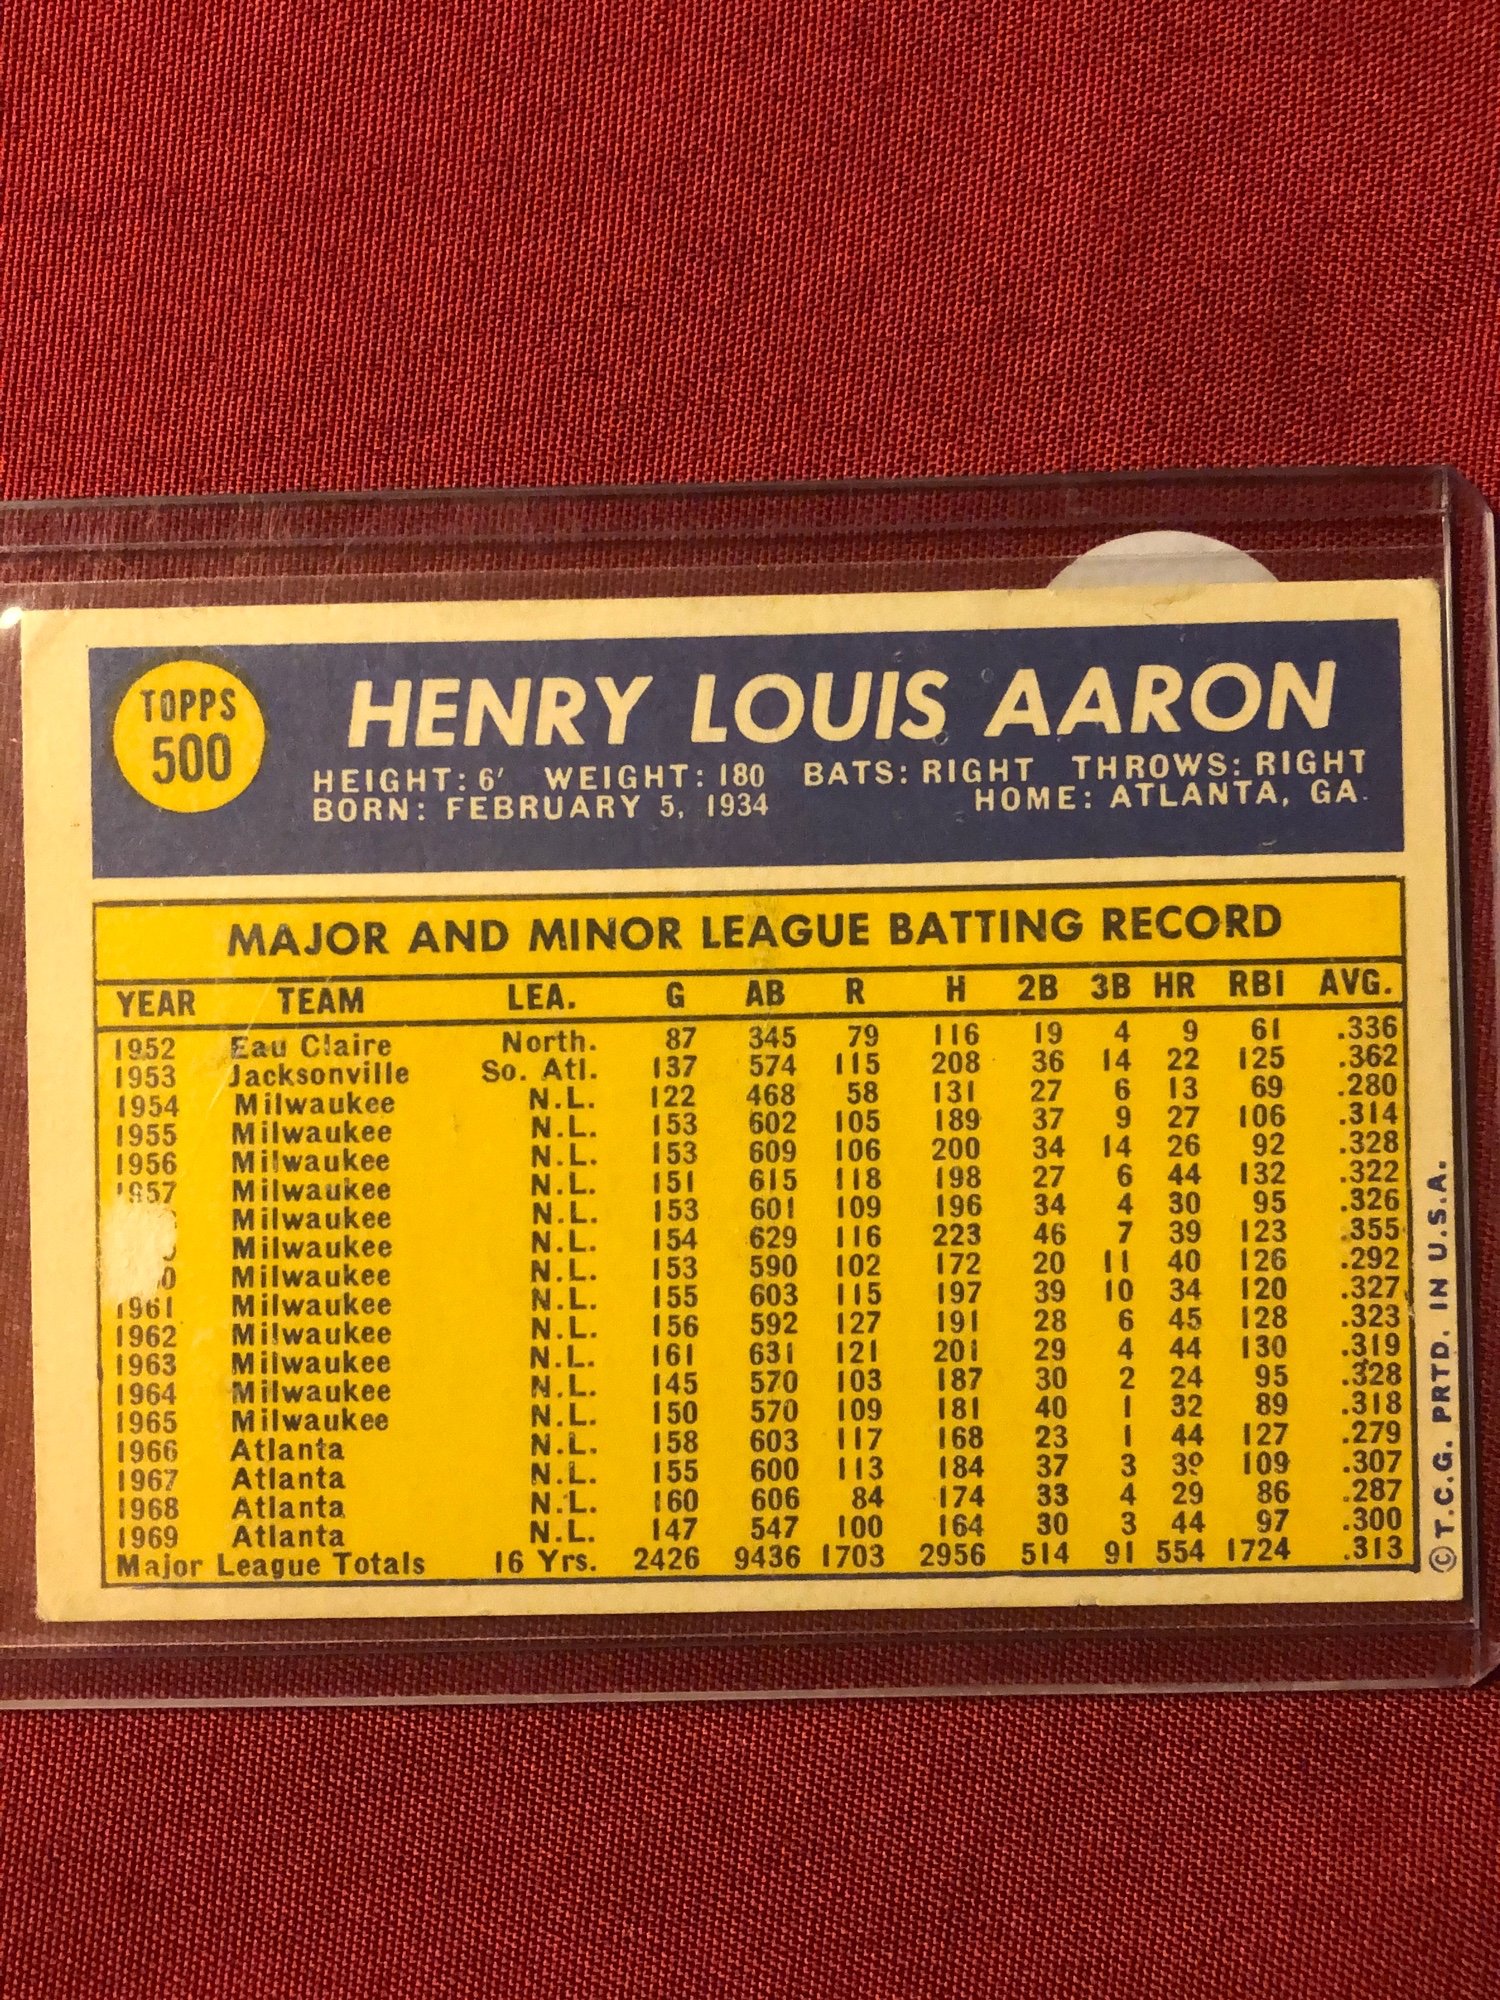 TOPPS
500
HENRY LOUIS AARON
HEIGHT: 6' WEIGHT: 180 BATS: RIGHT THROWS: RIGHT
BORN: FEBRUARY 5, 1934 HOME: ATLANTA, GA.
MAJOR AND MINOR LEAGUE BATTING RECORD
YEAR TEAM LEA. G AB R H 2B 3B HR RBI AVG.
1952 Eau Claire North. 87 345 79 116 19 4 9 61 .336
1953 Jacksonville So. Atl. 137 574 115 208 36 14 22 125 .362
1954 Milwaukee N.L. 122 468 58 131 27 6 13 69 .280
1955 Milwaukee N.L. 153 602 105 189 37 9 27 106 .314
1956 Milwaukee N.L. 153 609 106 200 34 14 26 92 .328
1957 Milwaukee N.L. 151 615 118 198 27 6 44 132 .322
Milwaukee N.L. 153 601 109 196 34 4 30 95 .326
Milwaukee N.L. 154 629 116 223 46 7 39 123 .355
Milwaukee N.L. 153 590 102 172 20 11 40 126 .292
1961 Milwaukee N.L. 155 603 115 197 39 10 34 120 .327
1962 Milwaukee N.L. 156 592 127 191 28 6 45 128 .323
1963 Milwaukee N.L. 161 631 121 201 29 4 44 130 .319
1964 Milwaukee N.L. 145 570 103 187 30 2 24 95 .328
1965 Milwaukee N.L. 150 570 109 181 40 1 32 89 .318
1966 Atlanta N.L. 158 603 117 168 23 1 44 127 .279
1967 Atlanta N.L. 155 600 113 184 37 3 39 109 .307
1968 Atlanta N.L. 160 606 84 174 33 4 29 86 .287
1969 Atlanta N.L. 147 547 100 164 30 3 44 97 .300
Major League Totals 16 Yrs. 2426 9436 1703 2956 514 91 554 1724 .313
© T.C.G. PRTD. IN U.S.A.